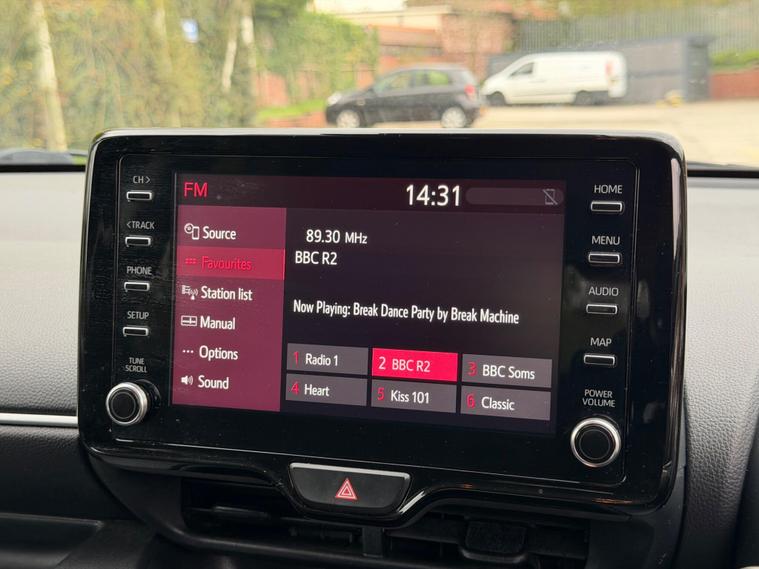 CH >
< TRACK
PHONE
SETUP
TUNE
SCROLL
FM
14:31
Source
Favourites
Station list
Manual
Options
Sound
89.30 MHz
BBC R2
Now Playing: Break Dance Party by Break Machine
1 Radio 1
2 BBC R2
3 BBC Soms
4 Heart
5 Kiss 101
6 Classic
HOME
MENU
AUDIO
MAP
POWER
VOLUME